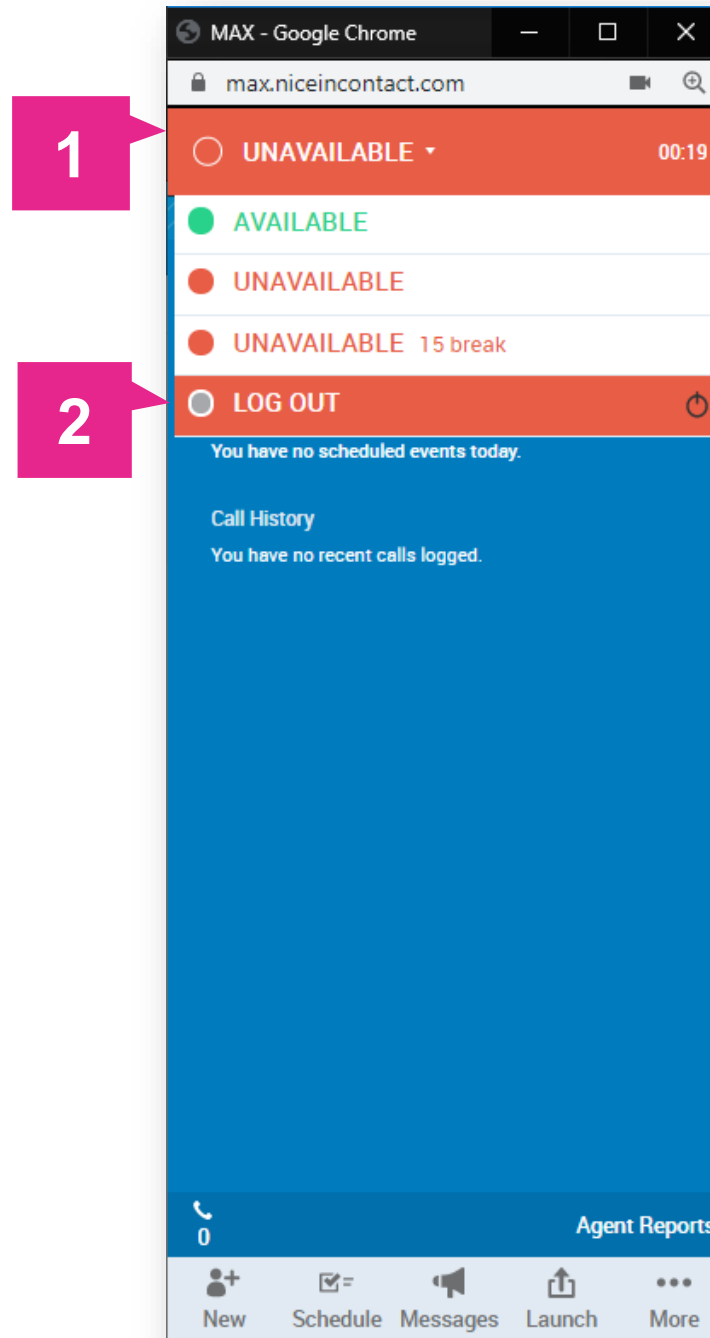 MAX - Google Chrome
max.niceincontact.com
1
UNAVAILABLE 00:19
AVAILABLE
UNAVAILABLE
UNAVAILABLE 15 break
2
LOG OUT
You have no scheduled events today.
Call History
You have no recent calls logged.
0 Agent Reports
New Schedule Messages Launch More